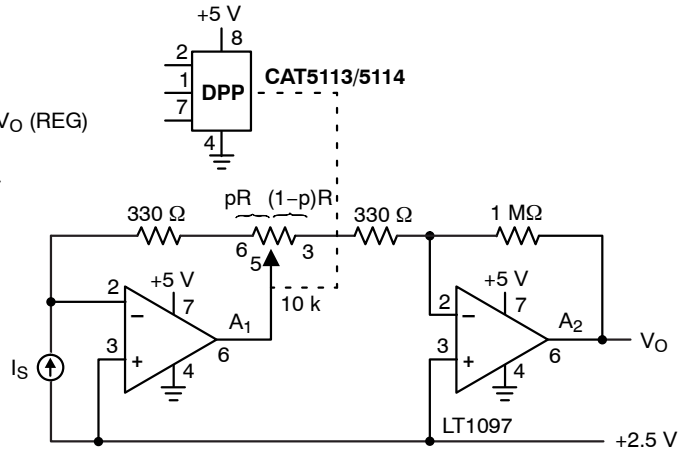 +5 V
8
2
1
7
DPP
CAT5113/5114
4
V_O (REG)
pR (1−p)R
330 Ω
6
5
3
330 Ω
1 MΩ
10 k
+5 V
7
2
−
3
+
A1
6
4
I_S
+5 V
7
2
−
3
+
A2
6
4
V_O
LT1097
+2.5 V